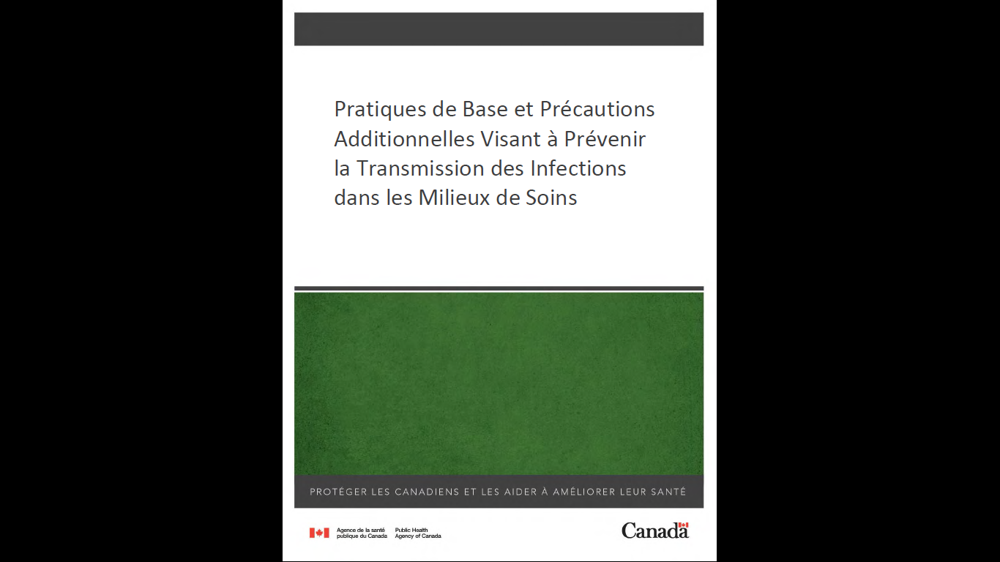 Pratiques de Base et Précautions
Additionnelles Visant à Prévenir
la Transmission des Infections
dans les Milieux de Soins
PROTÉGER LES CANADIENS ET LES AIDER À AMÉLIORER LEUR SANTÉ
Agence de la santé
publique du Canada
Public Health
Agency of Canada
Canada